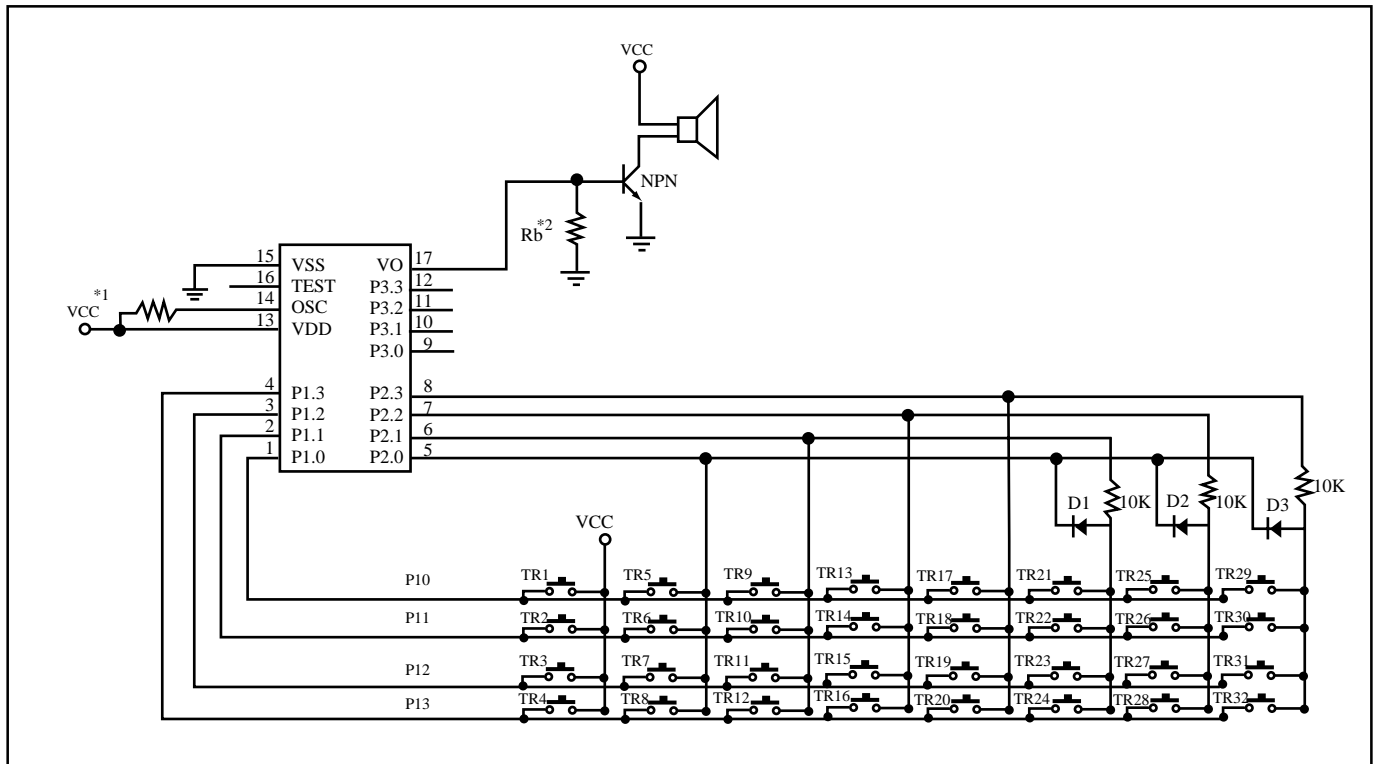 VCC
NPN
Rb*2
15 VSS VO 17
16 TEST P3.3 12
14 OSC P3.2 11
13 VDD P3.1 10
P3.0 9
*1
VCC
4 P1.3 P2.3 8
3 P1.2 P2.2 7
2 P1.1 P2.1 6
1 P1.0 P2.0 5
D1 10K D2 10K D3 10K
VCC
P10 TR1 TR5 TR9 TR13 TR17 TR21 TR25 TR29
P11 TR2 TR6 TR10 TR14 TR18 TR22 TR26 TR30
P12 TR3 TR7 TR11 TR15 TR19 TR23 TR27 TR31
P13 TR4 TR8 TR12 TR16 TR20 TR24 TR28 TR32